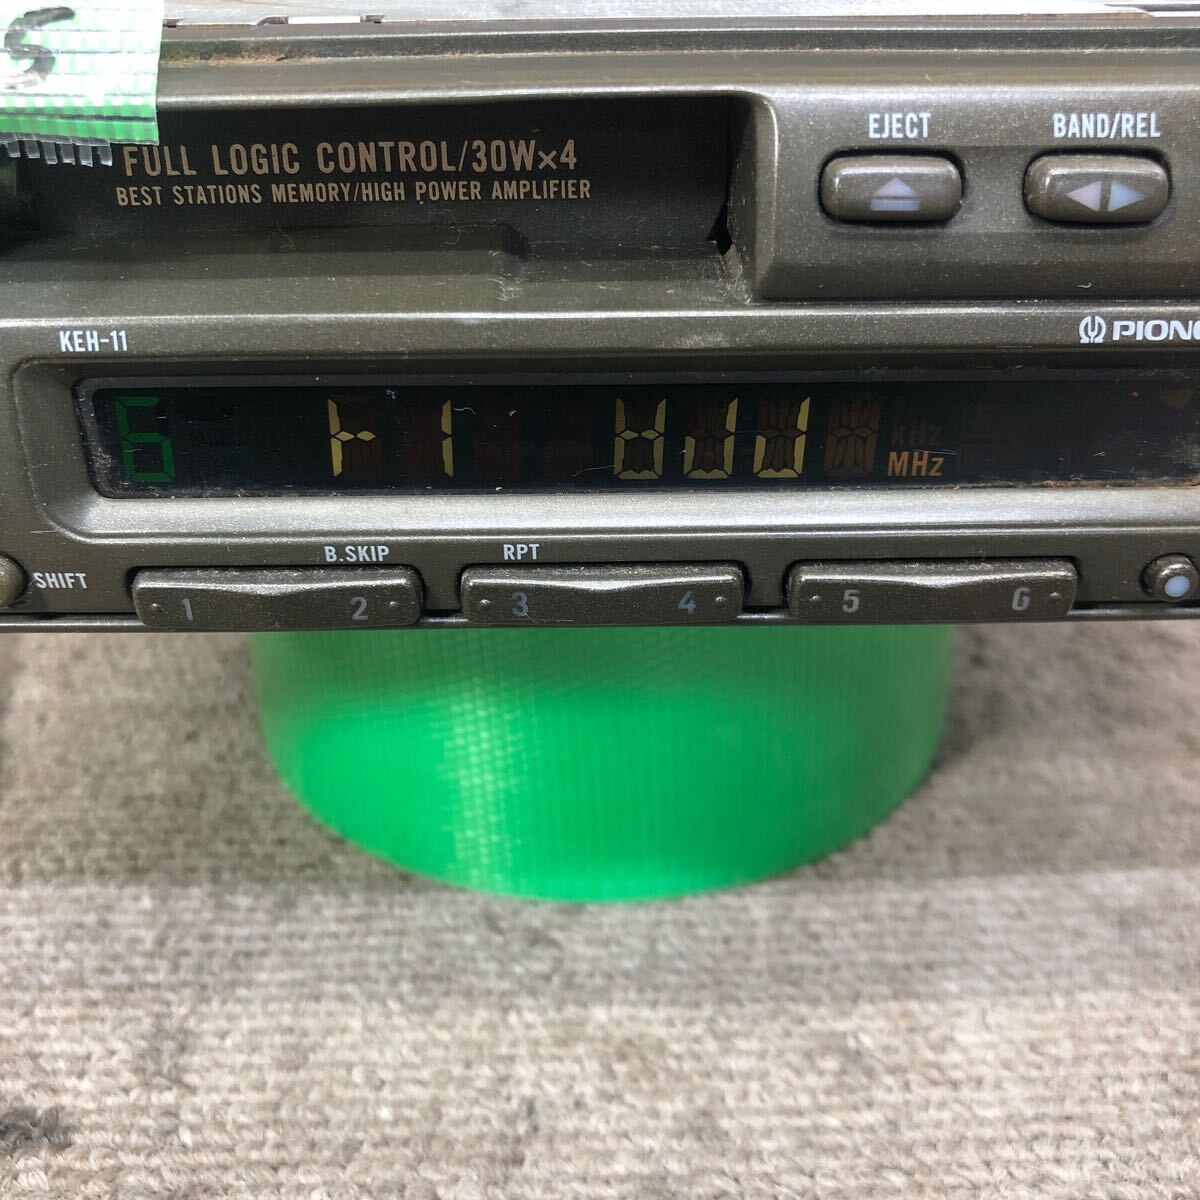 S
FULL LOGIC CONTROL/30W×4
BEST STATIONS MEMORY/HIGH POWER AMPLIFIER
EJECT
BAND/REL
KEH-11
PIONE
6
kHz
MHz
B.SKIP
RPT
SHIFT
1 2 3 4 5 6